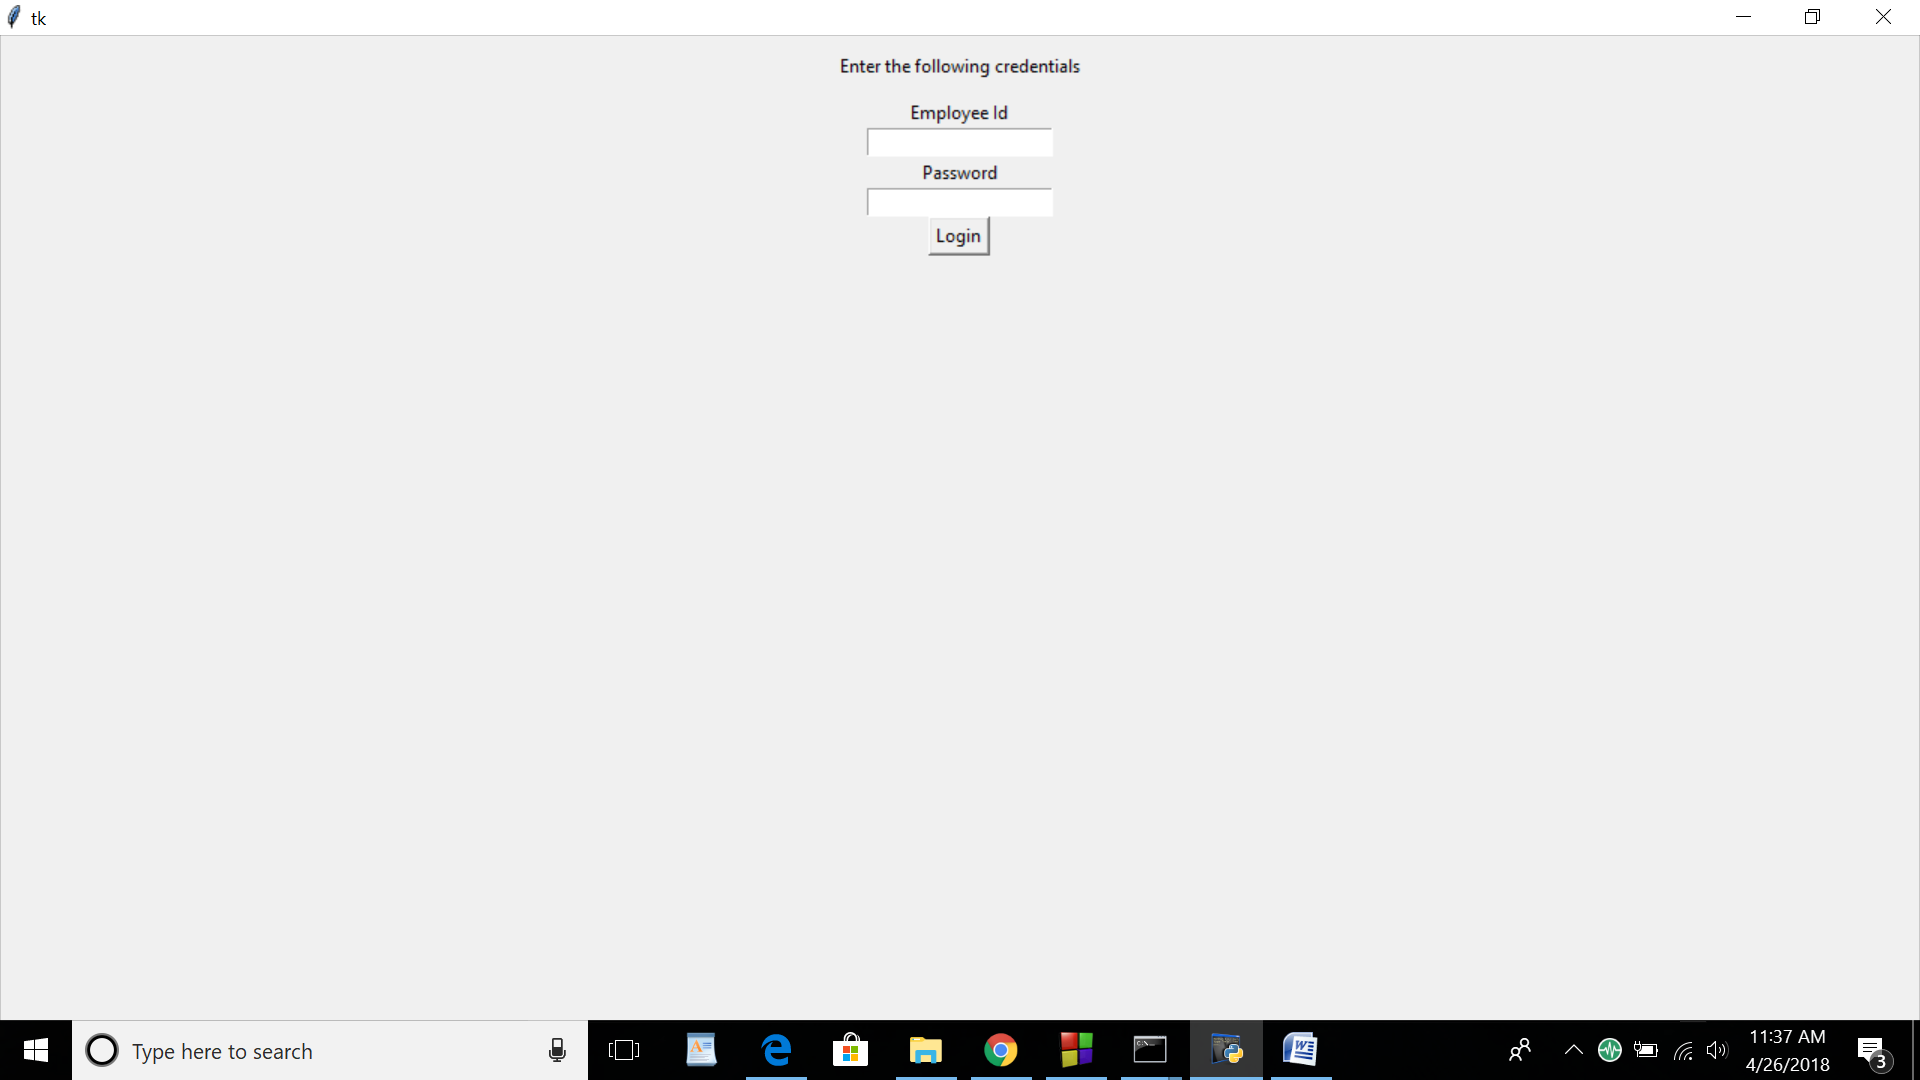 tk
Enter the following credentials
Employee Id
Password
Login
Type here to search
11:37 AM
4/26/2018
3